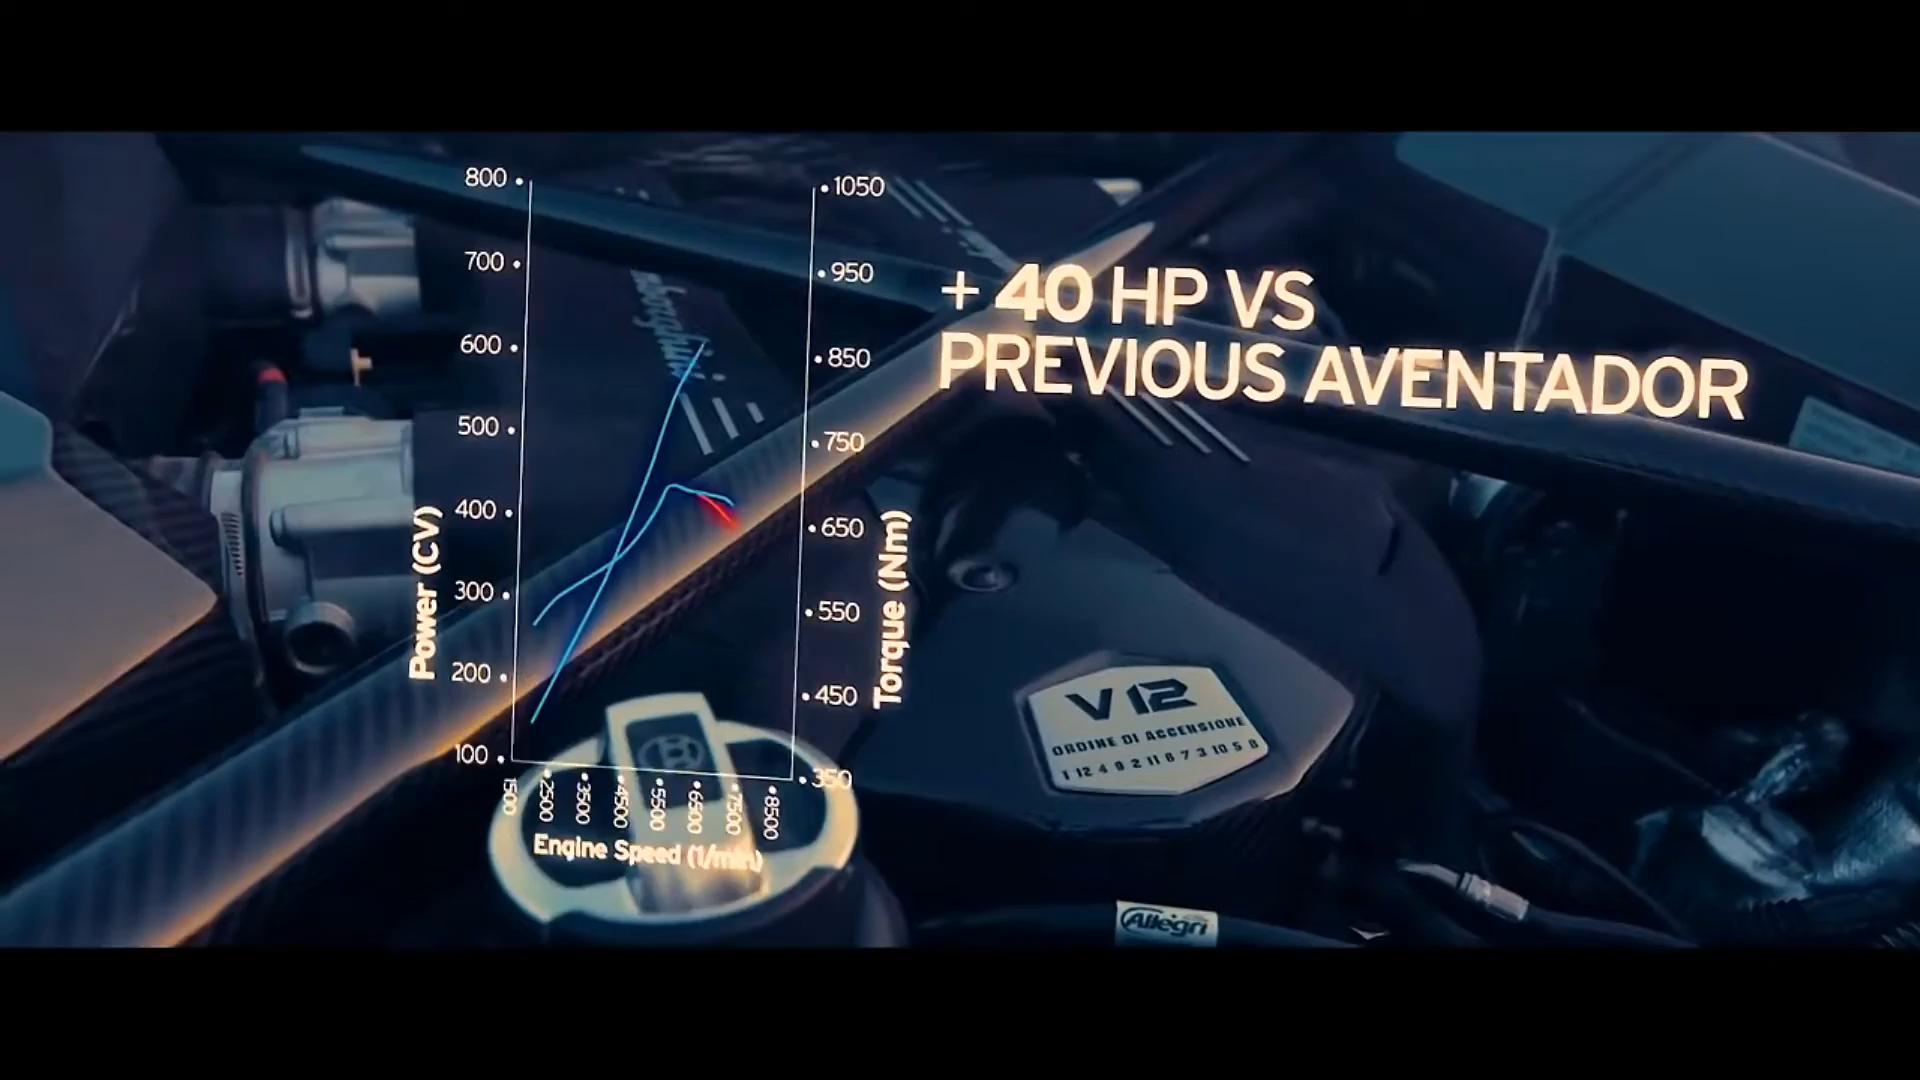 800
700
600
500
400
300
200
100
Power (CV)
1050
950
850
750
650
550
450
350
Torque (Nm)
1500
2500
3500
4500
5500
6500
7500
8500
Engine Speed (1/min)
+ 40 HP VS
PREVIOUS AVENTADOR
V12
ORDINE DI ACCENSIONE
1 12 4 9 2 11 6 7 3 10 5 8
Allegri